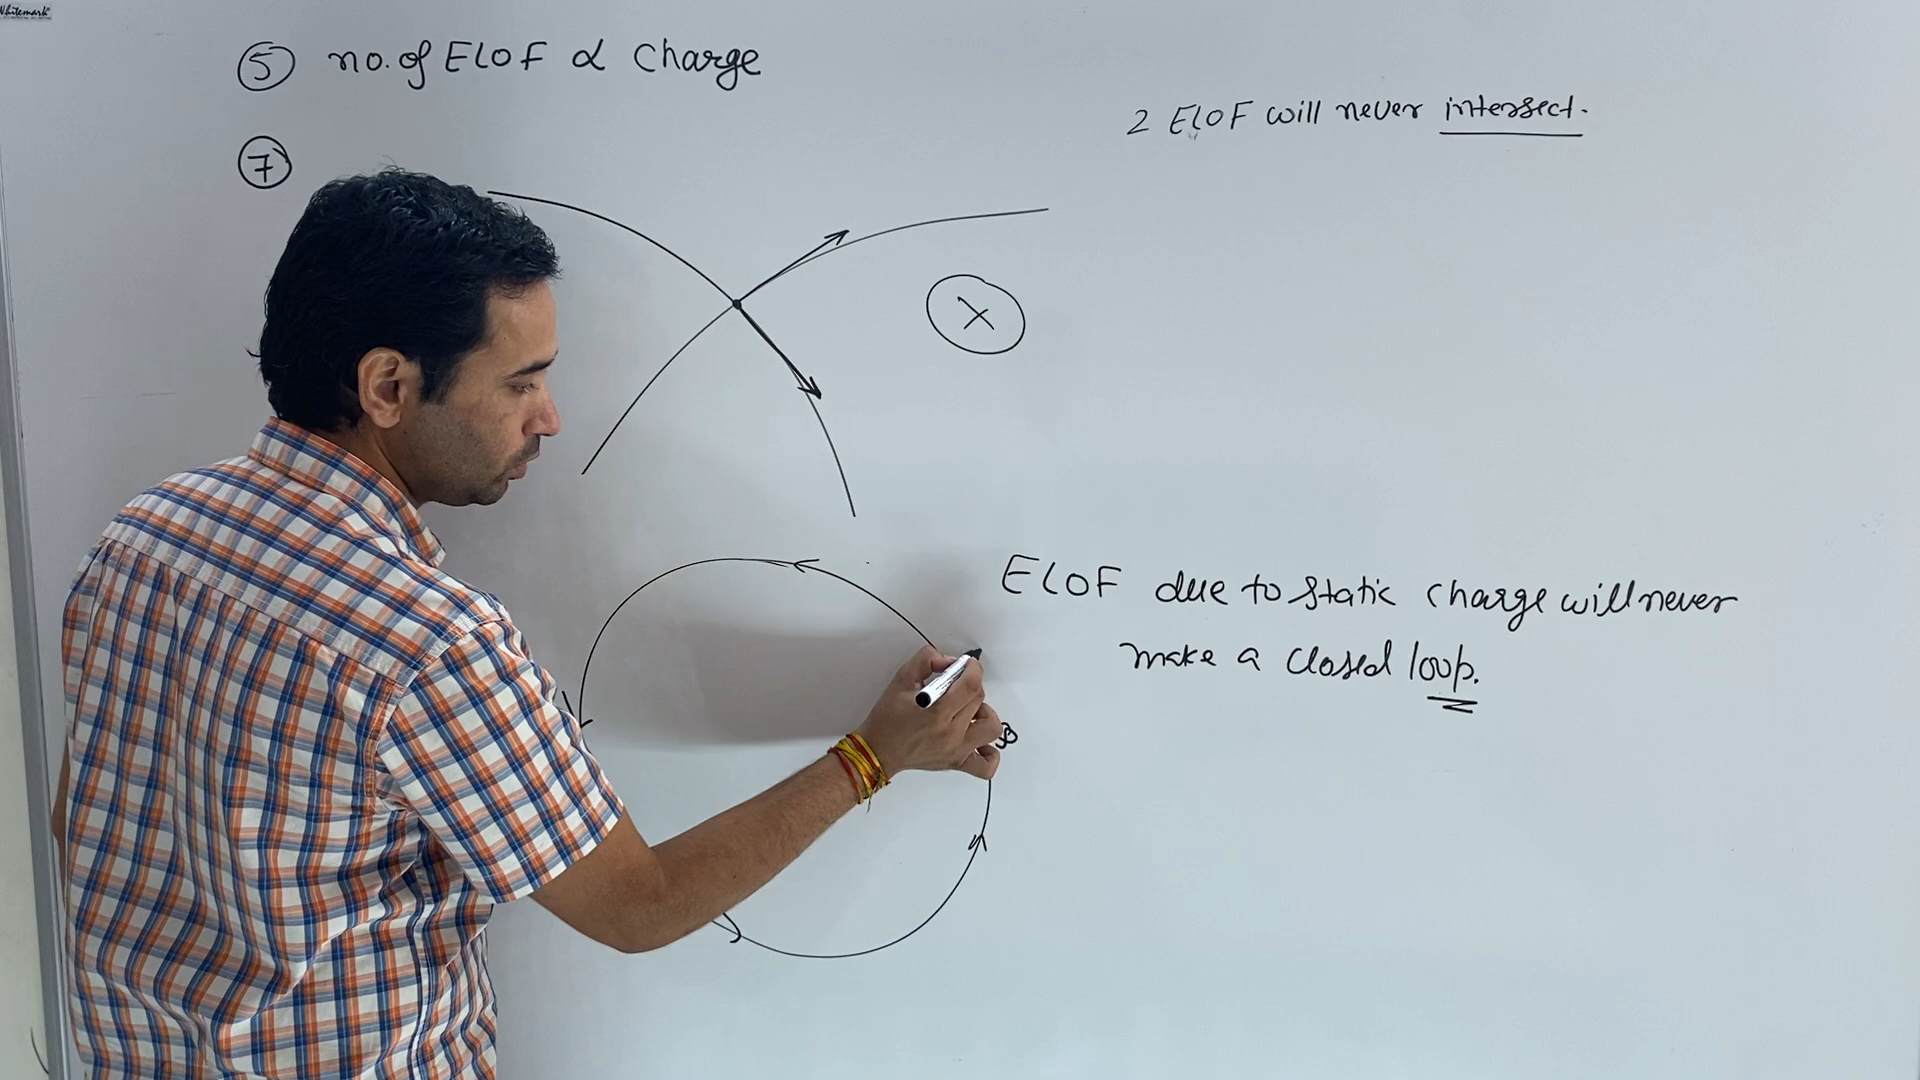 Whitemark
⑤ no. of ELOF α Charge
2 ELOF will never intersect.
⑦
X
ELOF due to static charge will never
make a closed loop.